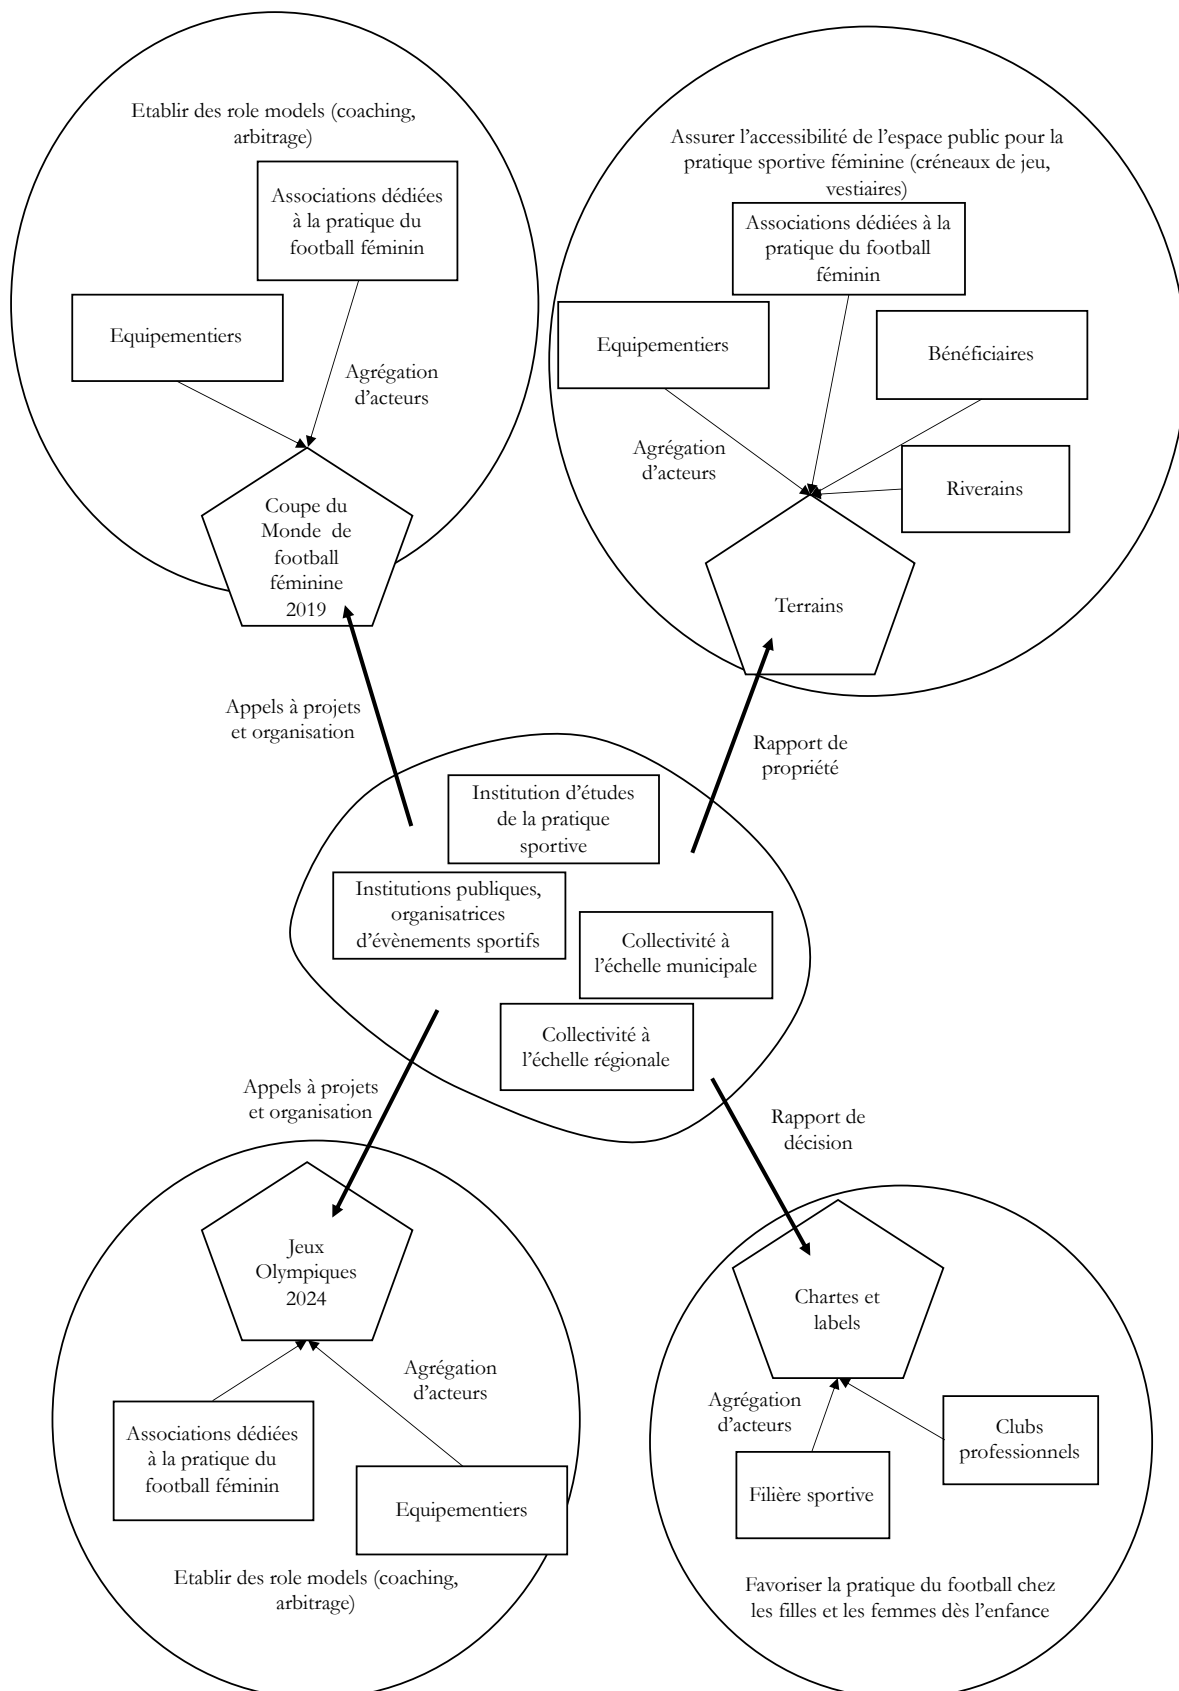 Etablir des role models (coaching,
arbitrage)
Associations dédiées
à la pratique du
football féminin
Equipementiers
Agrégation
d'acteurs
Coupe du
Monde de
football
féminine
2019
Assurer l'accessibilité de l'espace public pour la
pratique sportive féminine (créneaux de jeu,
vestiaires)
Associations dédiées à la
pratique du football
féminin
Equipementiers
Bénéficiaires
Agrégation
d'acteurs
Riverains
Terrains
Appels à projets
et organisation
Rapport de
propriété
Institution d'études
de la pratique
sportive
Institutions publiques,
organisatrices
d'évènements sportifs
Collectivité à
l'échelle municipale
Collectivité à
l'échelle régionale
Appels à projets
et organisation
Rapport de
décision
Jeux
Olympiques
2024
Agrégation
d'acteurs
Associations dédiées
à la pratique du
football féminin
Equipementiers
Etablir des role models (coaching,
arbitrage)
Chartes et
labels
Agrégation
d'acteurs
Clubs
professionnels
Filière sportive
Favoriser la pratique du football chez
les filles et les femmes dès l'enfance